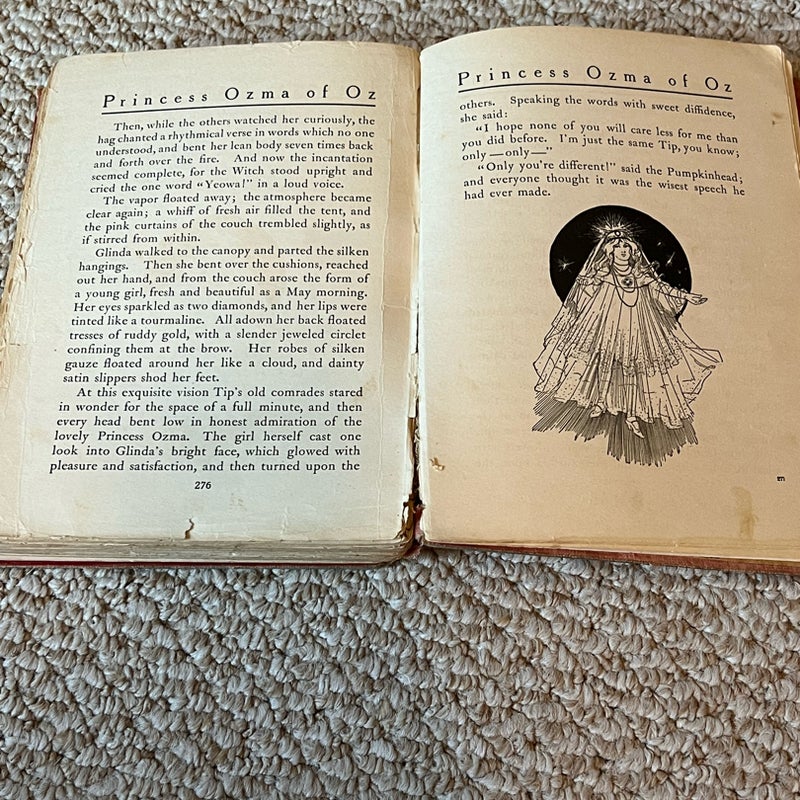 Princess Ozma of Oz
Then, while the others watched her curiously, the
hag chanted a rhythmical verse in words which no one
understood, and bent her lean body seven times back
and forth over the fire. And now the incantation
seemed complete, for the Witch stood upright and
cried the one word "Yeowa!" in a loud voice.
The vapor floated away; the atmosphere became
clear again; a whiff of fresh air filled the tent, and
the pink curtains of the couch trembled slightly, as
if stirred from within.
Glinda walked to the canopy and parted the silken
hangings. Then she bent over the cushions, reached
out her hand, and from the couch arose the form of
a young girl, fresh and beautiful as a May morning.
Her eyes sparkled as two diamonds, and her lips were
tinted like a tourmaline. All adown her back floated
tresses of ruddy gold, with a slender jeweled circlet
confining them at the brow. Her robes of silken
gauze floated around her like a cloud, and dainty
satin slippers shod her feet.
At this exquisite vision Tip's old comrades stared
in wonder for the space of a full minute, and then
every head bent low in honest admiration of the
lovely Princess Ozma. The girl herself cast one
look into Glinda's bright face, which glowed with
pleasure and satisfaction, and then turned upon the
276
Princess Ozma of Oz
others. Speaking the words with sweet diffidence,
she said:
"I hope none of you will care less for me than
you did before. I'm just the same Tip, you know;
only—only—"
"Only you're different!" said the Pumpkinhead;
and everyone thought it was the wisest speech he
had ever made.